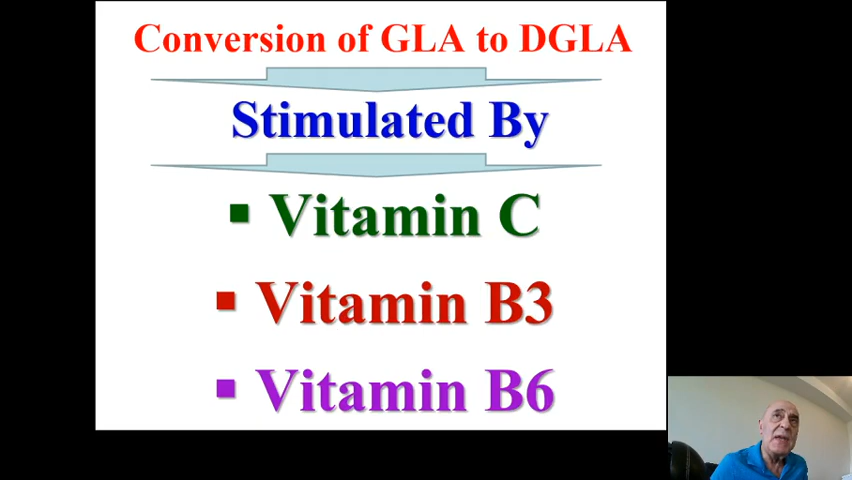 Conversion of GLA to DGLA
Stimulated By
▪ Vitamin C
▪ Vitamin B3
▪ Vitamin B6